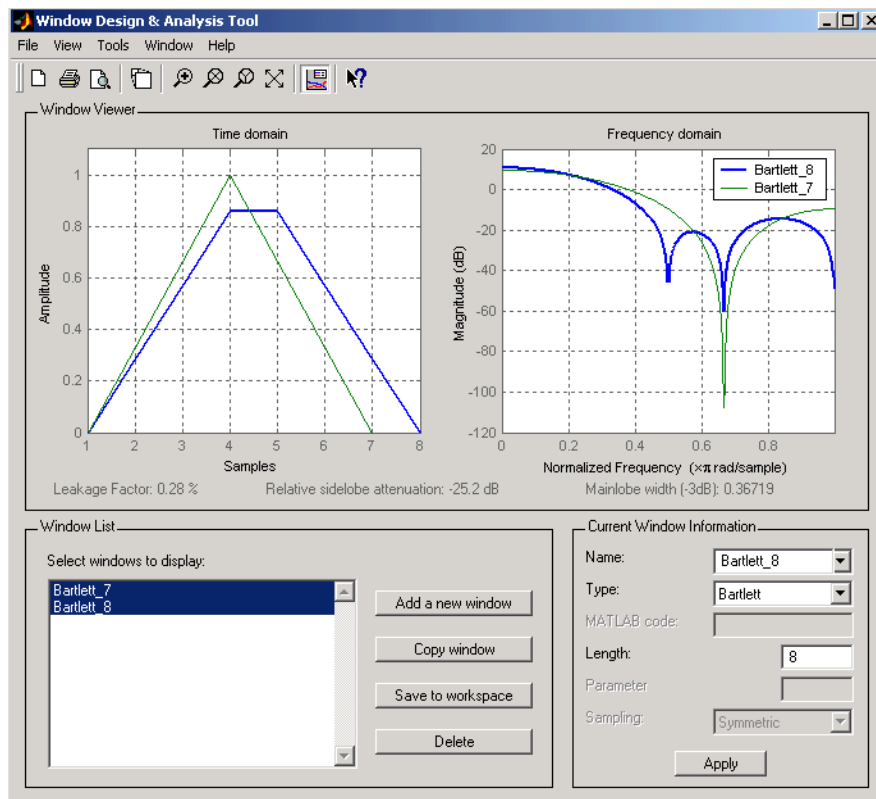 Window Design & Analysis Tool
File View Tools Window Help
Window Viewer
Time domain
Frequency domain
1
0.8
0.6
0.4
0.2
0
Amplitude
1 2 3 4 5 6 7 8
Samples
20
0
-20
-40
-60
-80
-100
-120
Magnitude (dB)
Bartlett_8
Bartlett_7
0 0.2 0.4 0.6 0.8
Normalized Frequency (×π rad/sample)
Leakage Factor: 0.28 % Relative sidelobe attenuation: -25.2 dB Mainlobe width (-3dB): 0.36719
Window List
Select windows to display:
Bartlett_7
Bartlett_8
Add a new window
Copy window
Save to workspace
Delete
Current Window Information
Name: Bartlett_8
Type: Bartlett
MATLAB code:
Length: 8
Parameter
Sampling: Symmetric
Apply